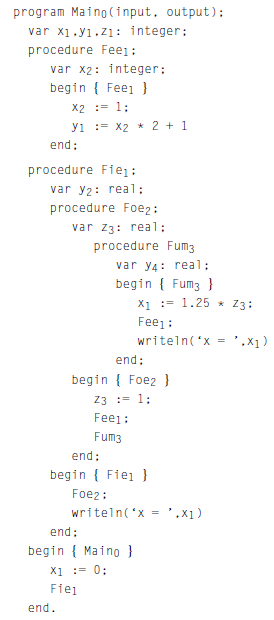 program Main₀(input, output);
var x₁,y₁,z₁: integer;
procedure Fee₁;
var x₂: integer;
begin { Fee₁ }
x₂ := 1;
y₁ := x₂ * 2 + 1
end;
procedure Fie₁;
var y₂: real;
procedure Foe₂;
var z₃: real;
procedure Fum₃
var y₄: real;
begin { Fum₃ }
x₁ := 1.25 * z₃;
Fee₁;
writeln(‘x = ’,x₁)
end;
begin { Foe₂ }
z₃ := 1;
Fee₁;
Fum₃
end;
begin { Fie₁ }
Foe₂;
writeln(‘x = ’,x₁)
end;
begin { Main₀ }
x₁ := 0;
Fie₁
end.